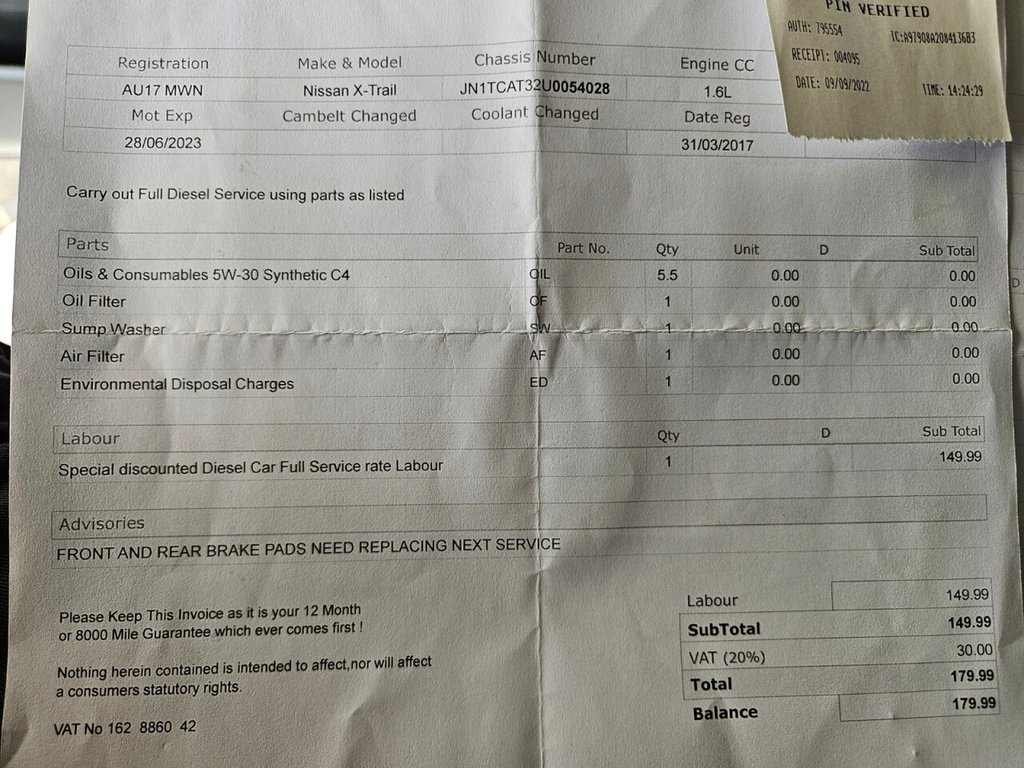 PIN VERIFIED
AUTH: 795554
TC:A97908A2084136B3
RECEIPT: 004095
DATE: 09/09/2022 TIME: 14:24:29
Registration Make & Model Chassis Number Engine CC
AU17 MWN Nissan X-Trail JN1TCAT32U0054028 1.6L
Mot Exp Cambelt Changed Coolant Changed Date Reg
28/06/2023 31/03/2017
Carry out Full Diesel Service using parts as listed
Parts Part No. Qty Unit D Sub Total
Oils & Consumables 5W-30 Synthetic C4 OIL 5.5 0.00 0.00
Oil Filter OF 1 0.00 0.00
Sump Washer SW 1 0.00 0.00
Air Filter AF 1 0.00 0.00
Environmental Disposal Charges ED 1 0.00 0.00
Labour Qty D Sub Total
Special discounted Diesel Car Full Service rate Labour 1 149.99
Advisories
FRONT AND REAR BRAKE PADS NEED REPLACING NEXT SERVICE
Please Keep This Invoice as it is your 12 Month
or 8000 Mile Guarantee which ever comes first !
Nothing herein contained is intended to affect,nor will affect
a consumers statutory rights.
VAT No 162 8860 42
Labour 149.99
SubTotal 149.99
VAT (20%) 30.00
Total 179.99
Balance 179.99
D